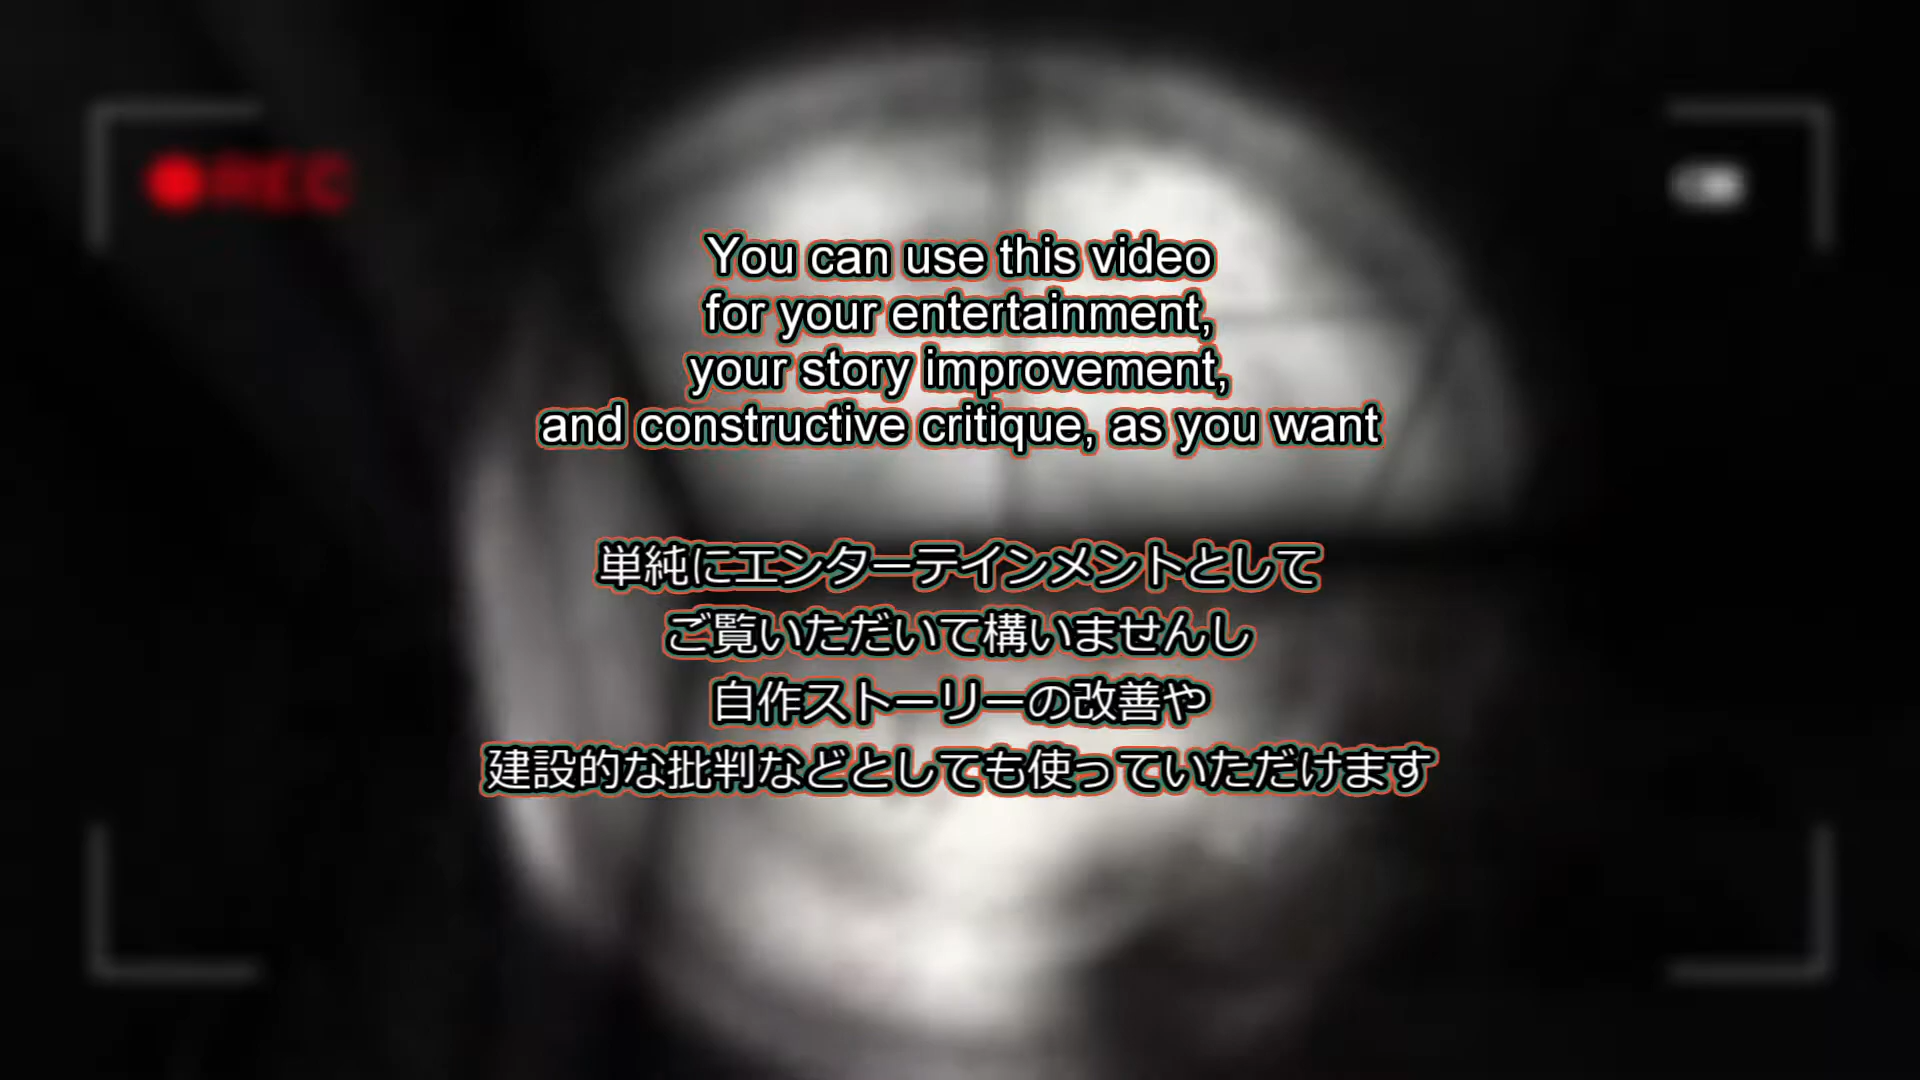 REC
You can use this video
for your entertainment,
your story improvement,
and constructive critique, as you want
単純にエンターテインメントとして
ご覧いただいて構いませんし
自作ストーリーの改善や
建設的な批判などとしても使っていただけます